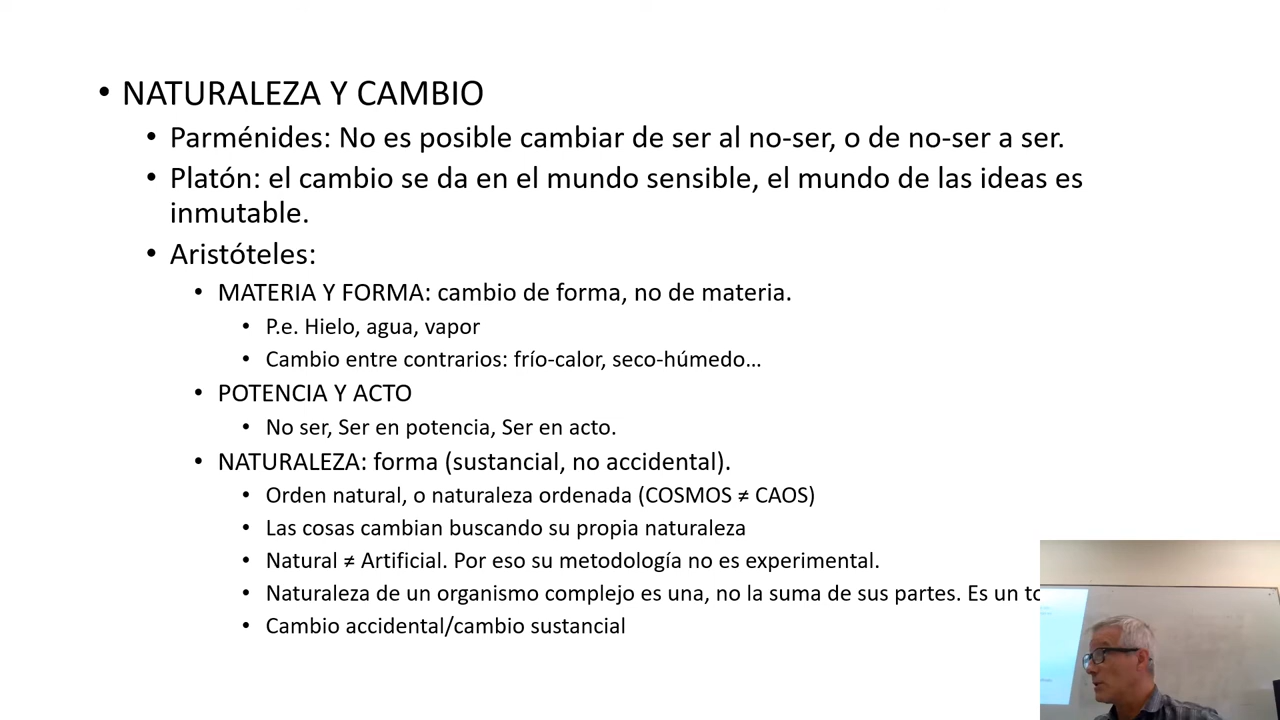 • NATURALEZA Y CAMBIO
• Parménides: No es posible cambiar de ser al no-ser, o de no-ser a ser.
• Platón: el cambio se da en el mundo sensible, el mundo de las ideas es
inmutable.
• Aristóteles:
• MATERIA Y FORMA: cambio de forma, no de materia.
• P.e. Hielo, agua, vapor
• Cambio entre contrarios: frío-calor, seco-húmedo…
• POTENCIA Y ACTO
• No ser, Ser en potencia, Ser en acto.
• NATURALEZA: forma (sustancial, no accidental).
• Orden natural, o naturaleza ordenada (COSMOS ≠ CAOS)
• Las cosas cambian buscando su propia naturaleza
• Natural ≠ Artificial. Por eso su metodología no es experimental.
• Naturaleza de un organismo complejo es una, no la suma de sus partes. Es un
• Cambio accidental/cambio sustancial